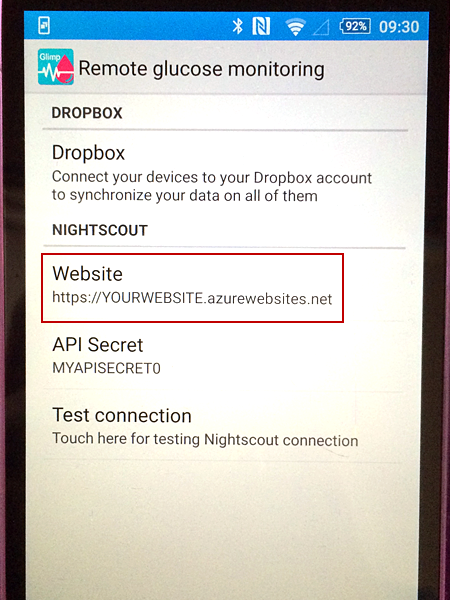 92% 09:30
Glimp
Remote glucose monitoring
DROPBOX
Dropbox
Connect your devices to your Dropbox account
to synchronize your data on all of them
NIGHTSCOUT
Website
https://YOURWEBSITE.azurewebsites.net
API Secret
MYAPISECRET0
Test connection
Touch here for testing Nightscout connection